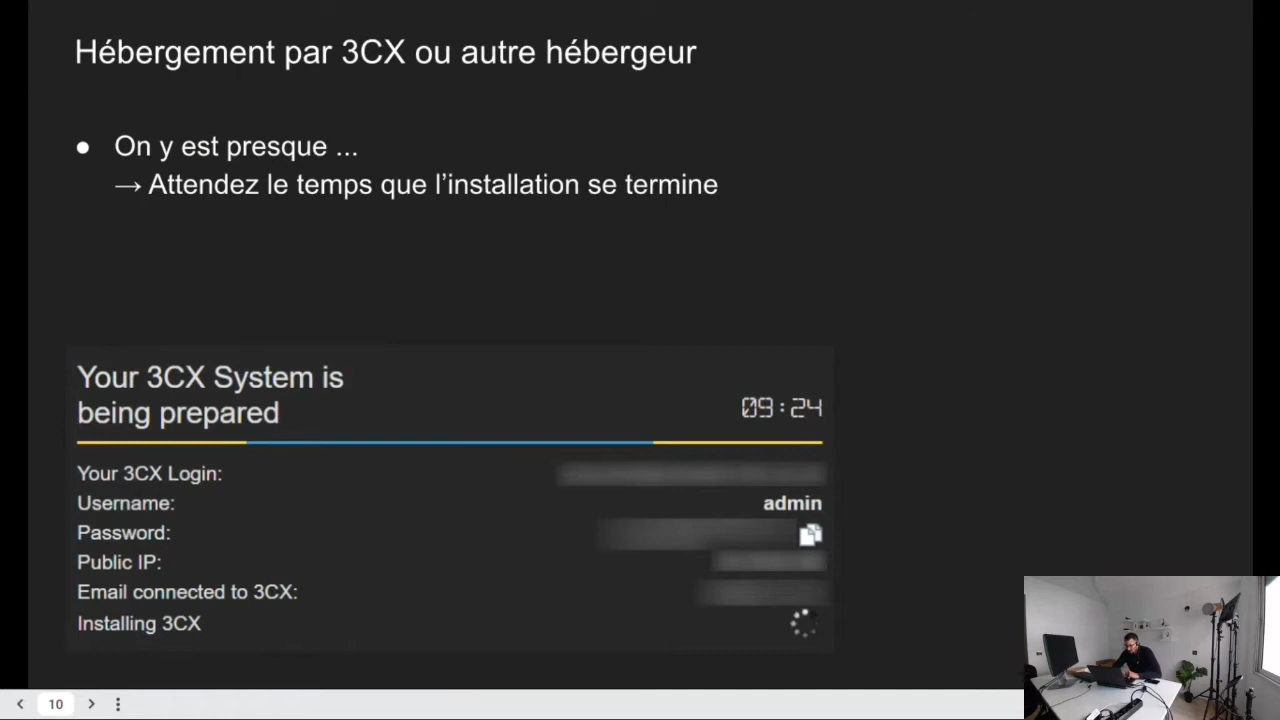 Hébergement par 3CX ou autre hébergeur
● On y est presque ...
→ Attendez le temps que l’installation se termine
Your 3CX System is
being prepared
09:24
Your 3CX Login:
Username: admin
Password:
Public IP:
Email connected to 3CX:
Installing 3CX
10